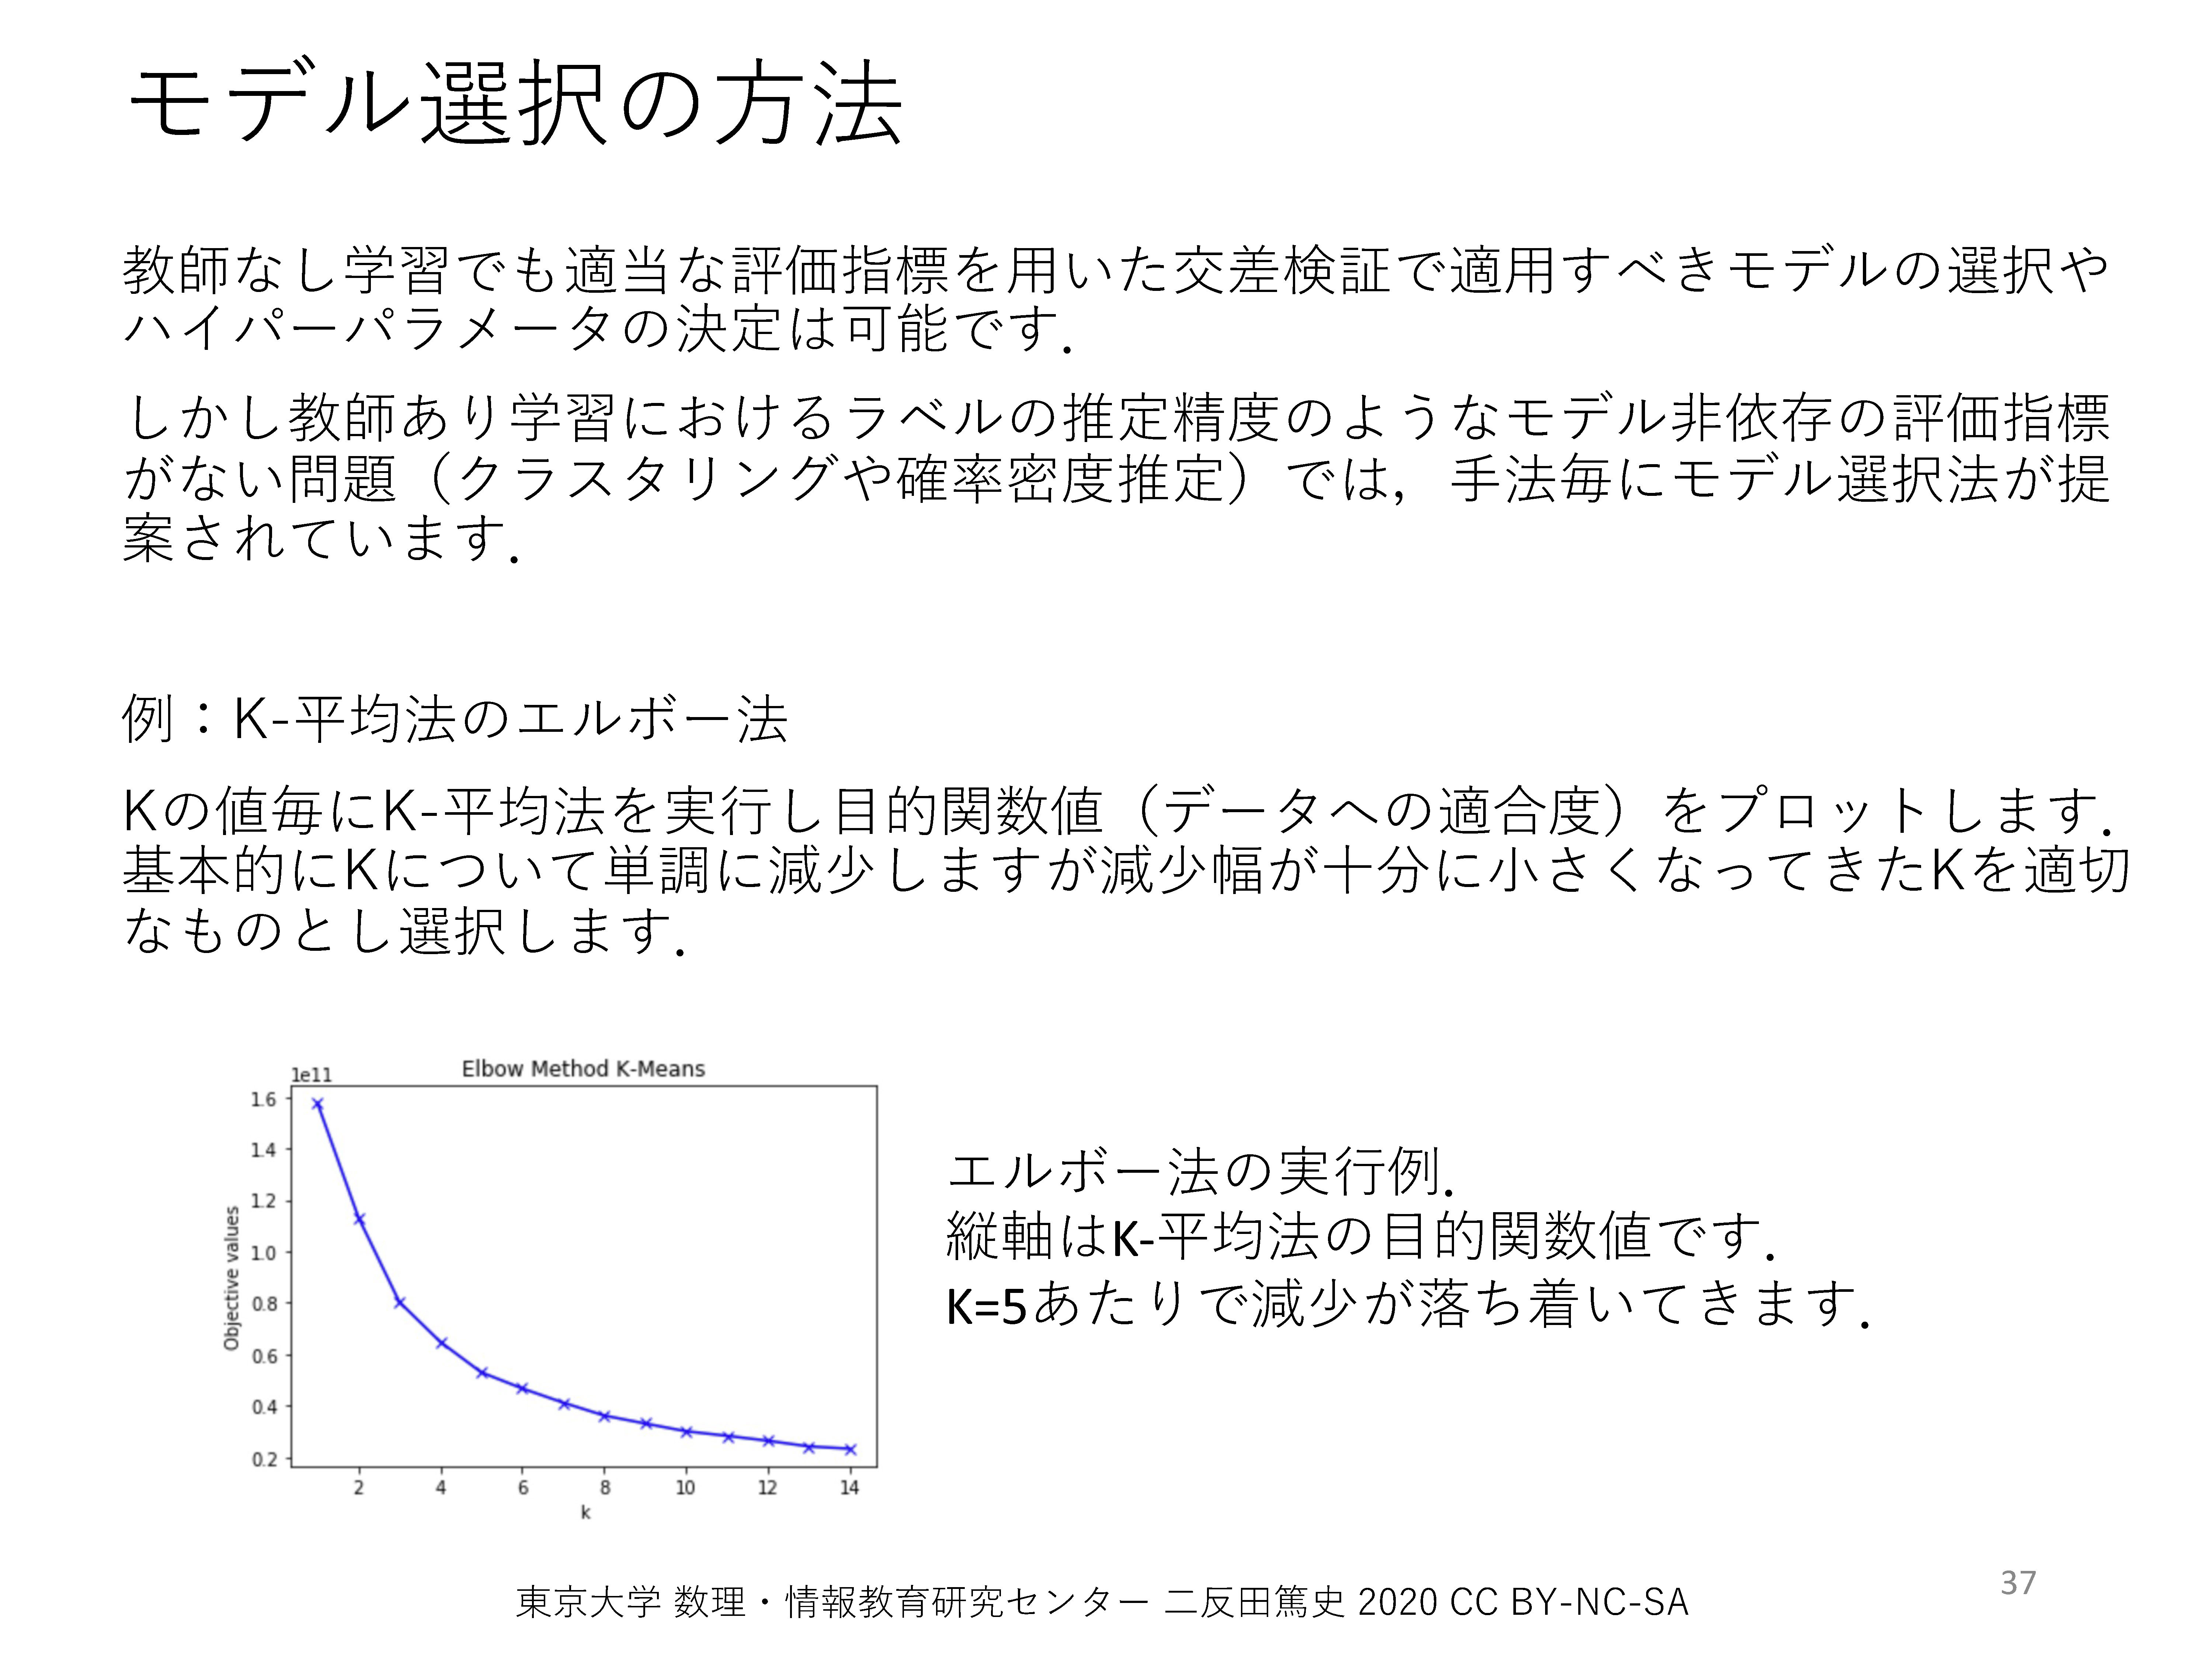 モデル選択の方法
教師なし学習でも適当な評価指標を用いた交差検証で適用すべきモデルの選択や
ハイパーパラメータの決定は可能です．
しかし教師あり学習におけるラベルの推定精度のようなモデル非依存の評価指標
がない問題（クラスタリングや確率密度推定）では，手法毎にモデル選択法が提
案されています．
例：K-平均法のエルボー法
Kの値毎にK-平均法を実行し目的関数値（データへの適合度）をプロットします．
基本的にKについて単調に減少しますが減少幅が十分に小さくなってきたKを適切
なものとし選択します．
Elbow Method K-Means
1e11
1.6
1.4
1.2
1.0
0.8
0.6
0.4
0.2
Objective values
2 4 6 8 10 12 14
k
エルボー法の実行例．
縦軸はK-平均法の目的関数値です．
K=5あたりで減少が落ち着いてきます．
東京大学 数理・情報教育研究センター 二反田篤史 2020 CC BY-NC-SA
37